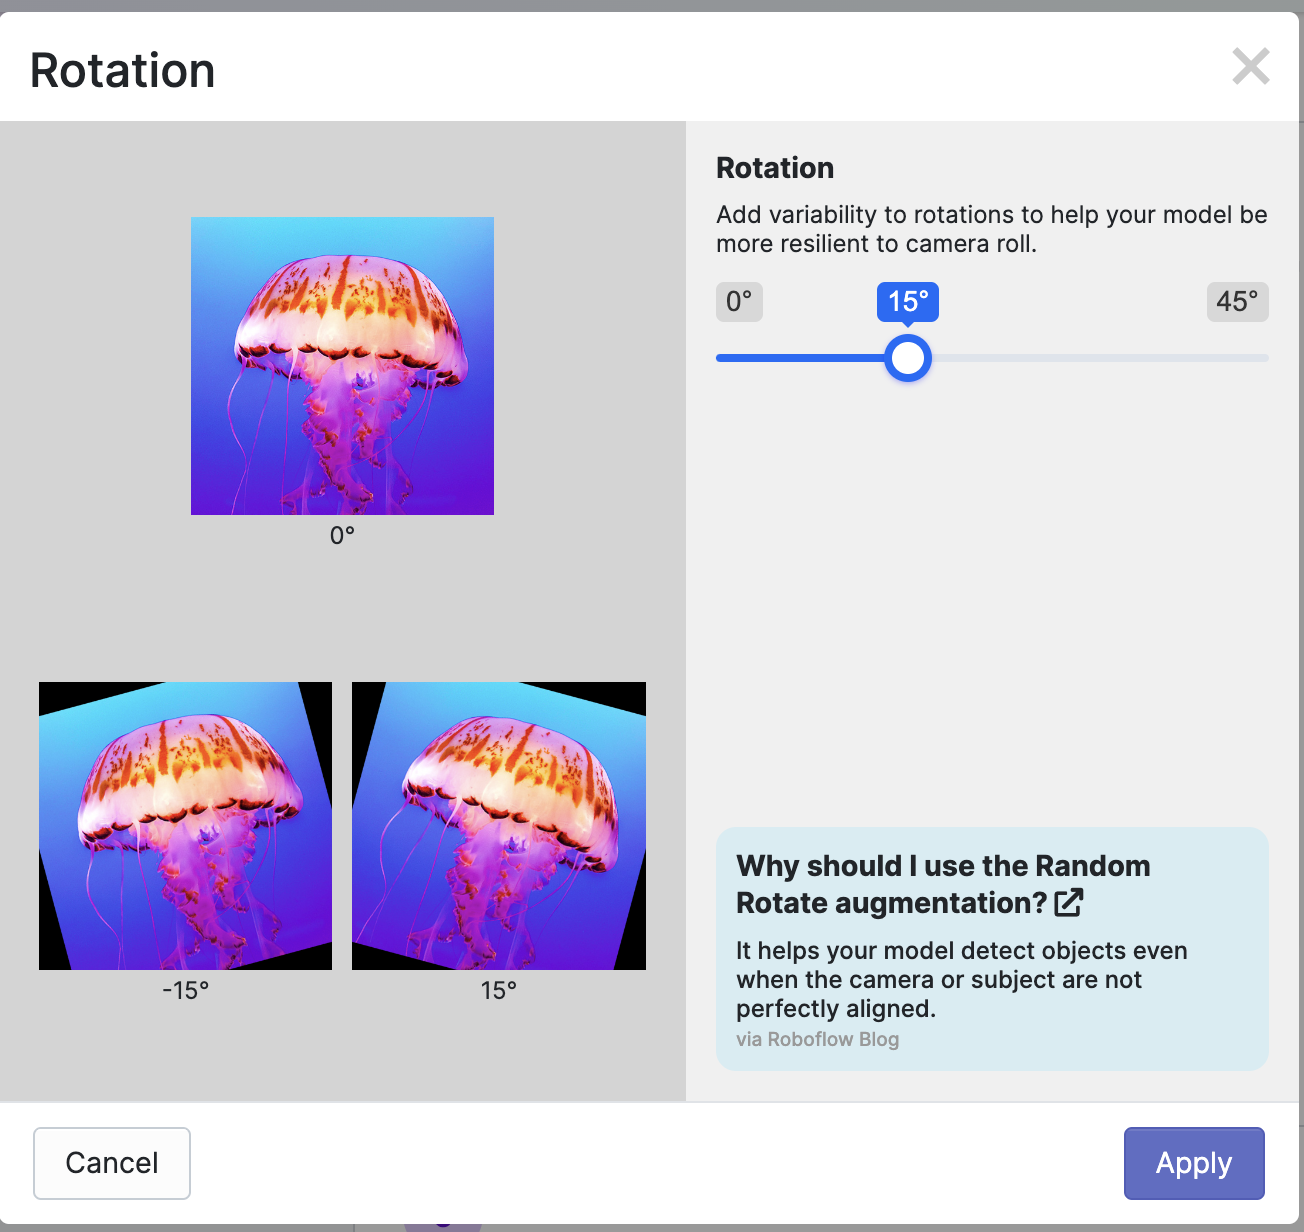 Rotation
0°
-15°
15°
Rotation
Add variability to rotations to help your model be
more resilient to camera roll.
0°
15°
45°
Why should I use the Random
Rotate augmentation?
It helps your model detect objects even
when the camera or subject are not
perfectly aligned.
via Roboflow Blog
Cancel
Apply